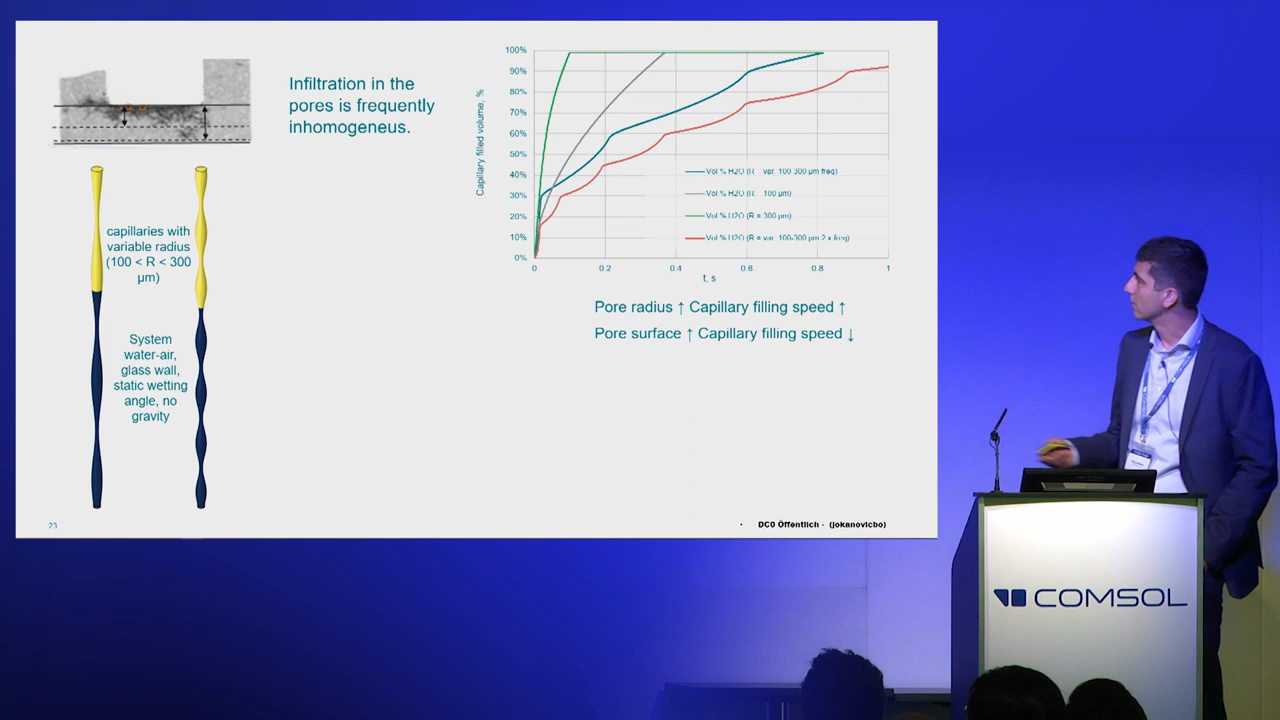 Infiltration in the
pores is frequently
inhomogeneus.
capillaries with
variable radius
(100 < R < 300
µm)
System
water-air,
glass wall,
static wetting
angle, no
gravity
Capillary filled volume, %
100%
90%
80%
70%
60%
50%
40%
30%
20%
10%
0%
Vol % H2O (R = var. 100-300 µm freq)
Vol % H2O (R = 100 µm)
Vol % H2O (R = 300 µm)
Vol % H2O (R = var. 100-300 µm 2 x freq)
0 0.2 0.4 0.6 0.8 1
t, s
Pore radius ↑ Capillary filling speed ↑
Pore surface ↑ Capillary filling speed ↓
· DC0 Öffentlich - (jokanovicbo)
COMSOL